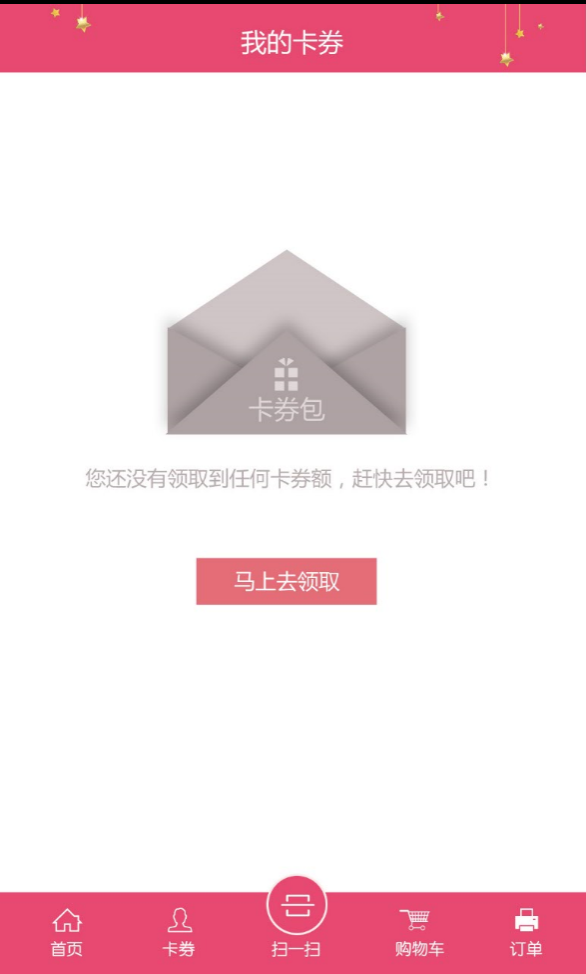 我的卡券
卡券包
您还没有领取到任何卡券额，赶快去领取吧！
马上去领取
首页
卡券
扫一扫
购物车
订单